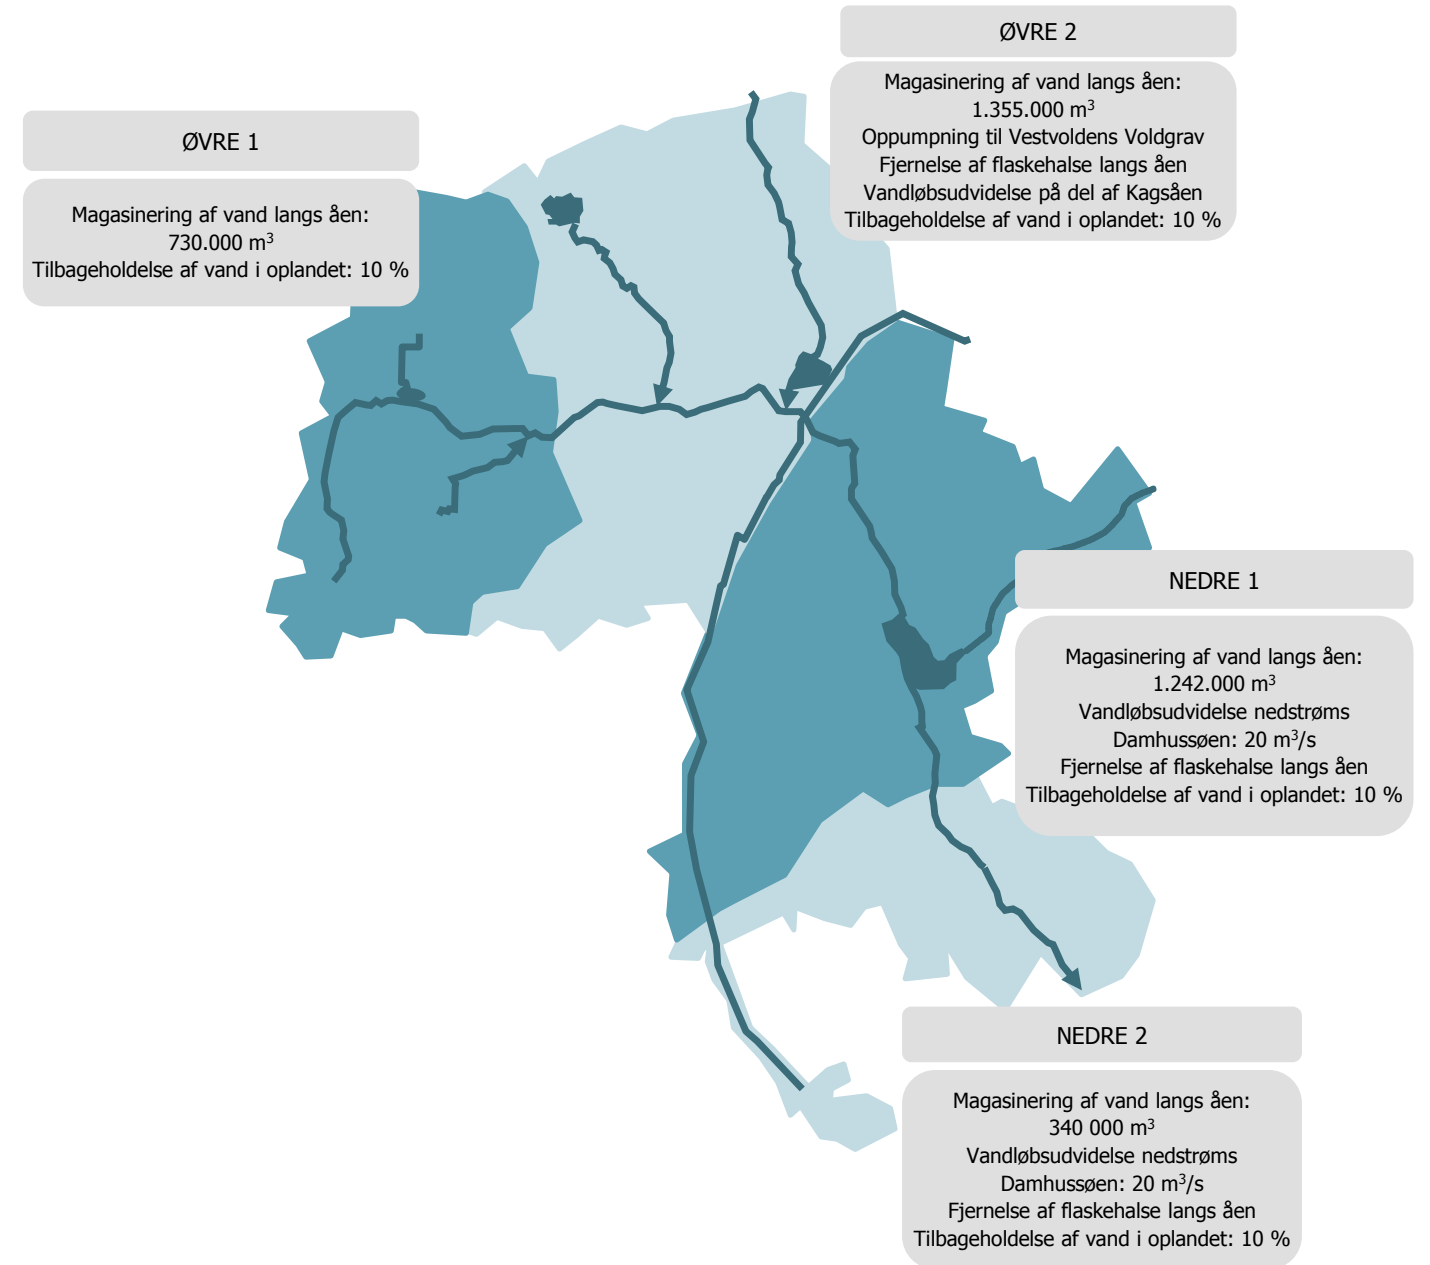 ØVRE 2
Magasinering af vand langs åen:
1.355.000 m³
Oppumpning til Vestvoldens Voldgrav
Fjernelse af flaskehalse langs åen
Vandløbsudvidelse på del af Kagsåen
Tilbageholdelse af vand i oplandet: 10 %
ØVRE 1
Magasinering af vand langs åen:
730.000 m³
Tilbageholdelse af vand i oplandet: 10 %
NEDRE 1
Magasinering af vand langs åen:
1.242.000 m³
Vandløbsudvidelse nedstrøms
Damhussøen: 20 m³/s
Fjernelse af flaskehalse langs åen
Tilbageholdelse af vand i oplandet: 10 %
NEDRE 2
Magasinering af vand langs åen:
340 000 m³
Vandløbsudvidelse nedstrøms
Damhussøen: 20 m³/s
Fjernelse af flaskehalse langs åen
Tilbageholdelse af vand i oplandet: 10 %